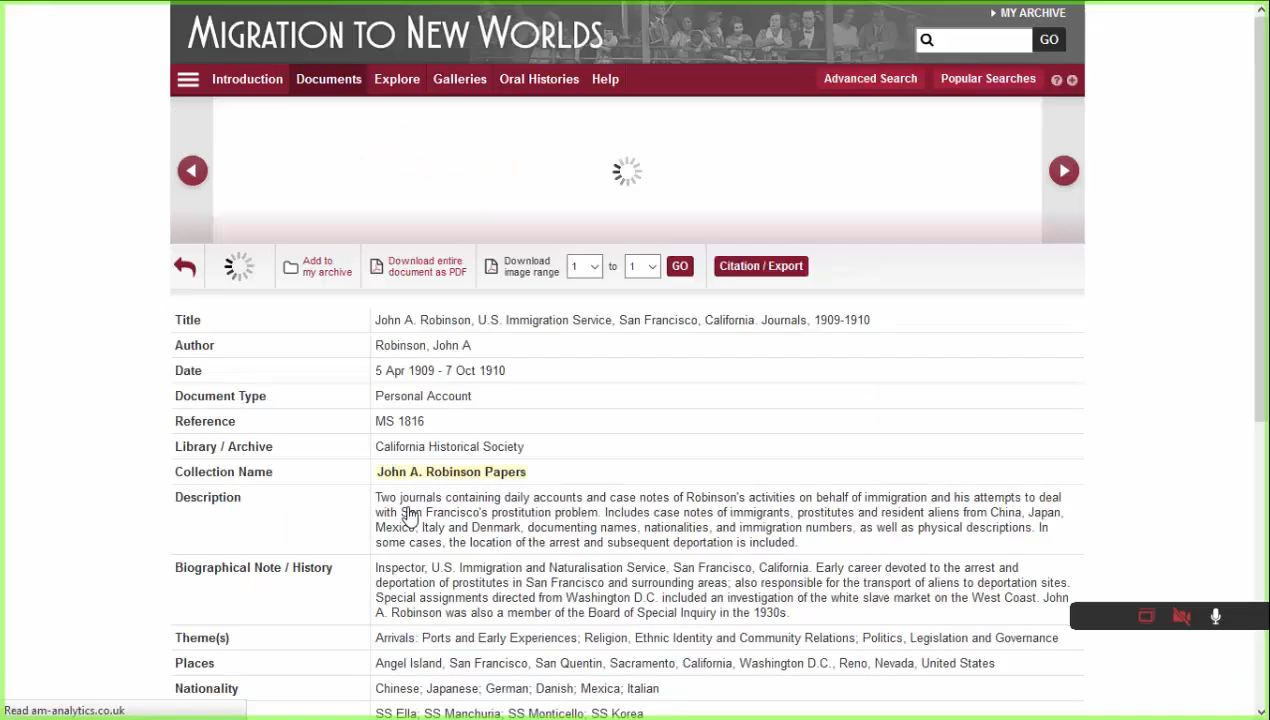 MY ARCHIVE
MIGRATION TO NEW WORLDS
GO
Introduction Documents Explore Galleries Oral Histories Help Advanced Search Popular Searches
Add to
my archive
Download entire
document as PDF
Download
image range
1 to 1 GO
Citation / Export
Title John A. Robinson, U.S. Immigration Service, San Francisco, California. Journals, 1909-1910
Author Robinson, John A
Date 5 Apr 1909 - 7 Oct 1910
Document Type Personal Account
Reference MS 1816
Library / Archive California Historical Society
Collection Name John A. Robinson Papers
Description Two journals containing daily accounts and case notes of Robinson's activities on behalf of immigration and his attempts to deal
with San Francisco's prostitution problem. Includes case notes of immigrants, prostitutes and resident aliens from China, Japan,
Mexico, Italy and Denmark, documenting names, nationalities, and immigration numbers, as well as physical descriptions. In
some cases, the location of the arrest and subsequent deportation is included.
Biographical Note / History Inspector, U.S. Immigration and Naturalisation Service, San Francisco, California. Early career devoted to the arrest and
deportation of prostitutes in San Francisco and surrounding areas; also responsible for the transport of aliens to deportation sites.
Special assignments directed from Washington D.C. included an investigation of the white slave market on the West Coast. John
A. Robinson was also a member of the Board of Special Inquiry in the 1930s.
Theme(s) Arrivals: Ports and Early Experiences; Religion, Ethnic Identity and Community Relations; Politics, Legislation and Governance
Places Angel Island, San Francisco, San Quentin, Sacramento, California, Washington D.C., Reno, Nevada, United States
Nationality Chinese; Japanese; German; Danish; Mexica; Italian
SS Ella; SS Manchuria; SS Monticello; SS Korea
Read am-analytics.co.uk